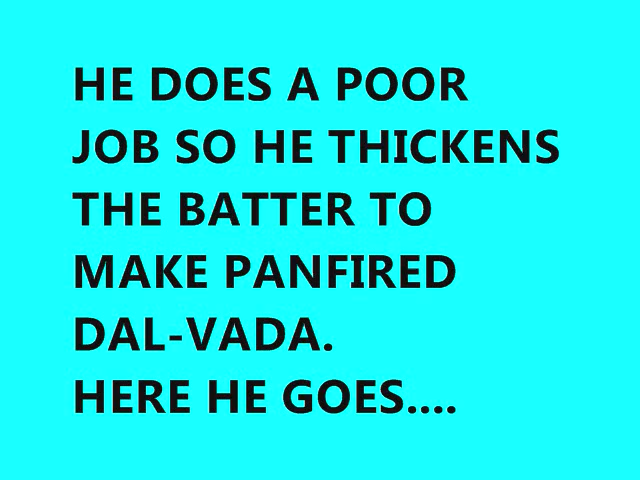 HE DOES A POOR
JOB SO HE THICKENS
THE BATTER TO
MAKE PANFIRED
DAL-VADA.
HERE HE GOES....